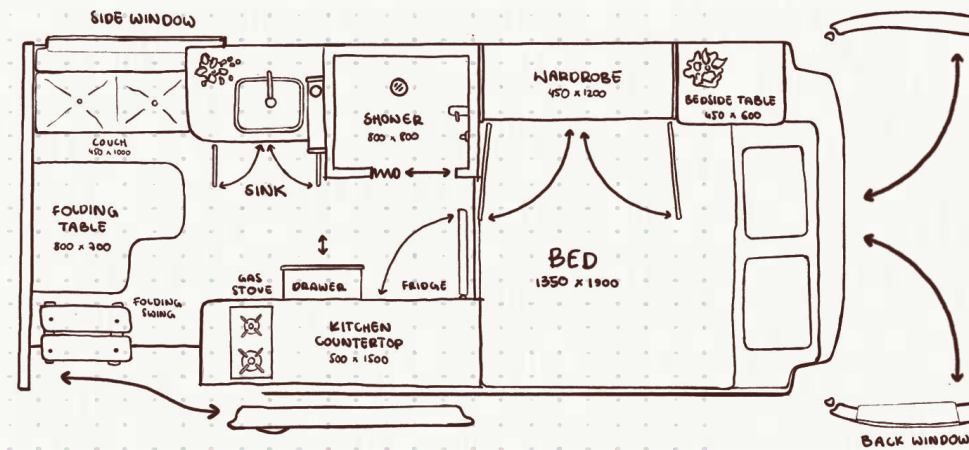 SIDE WINDOW
COUCH
450 x 1000
SINK
SHOWER
800 x 800
WARDROBE
450 x 1200
BEDSIDE TABLE
450 x 600
FOLDING
TABLE
800 x 700
BED
1350 x 1900
GAS
STOVE
DRAWER
FRIDGE
FOLDING
SWING
KITCHEN
COUNTERTOP
500 x 1500
BACK WINDOW